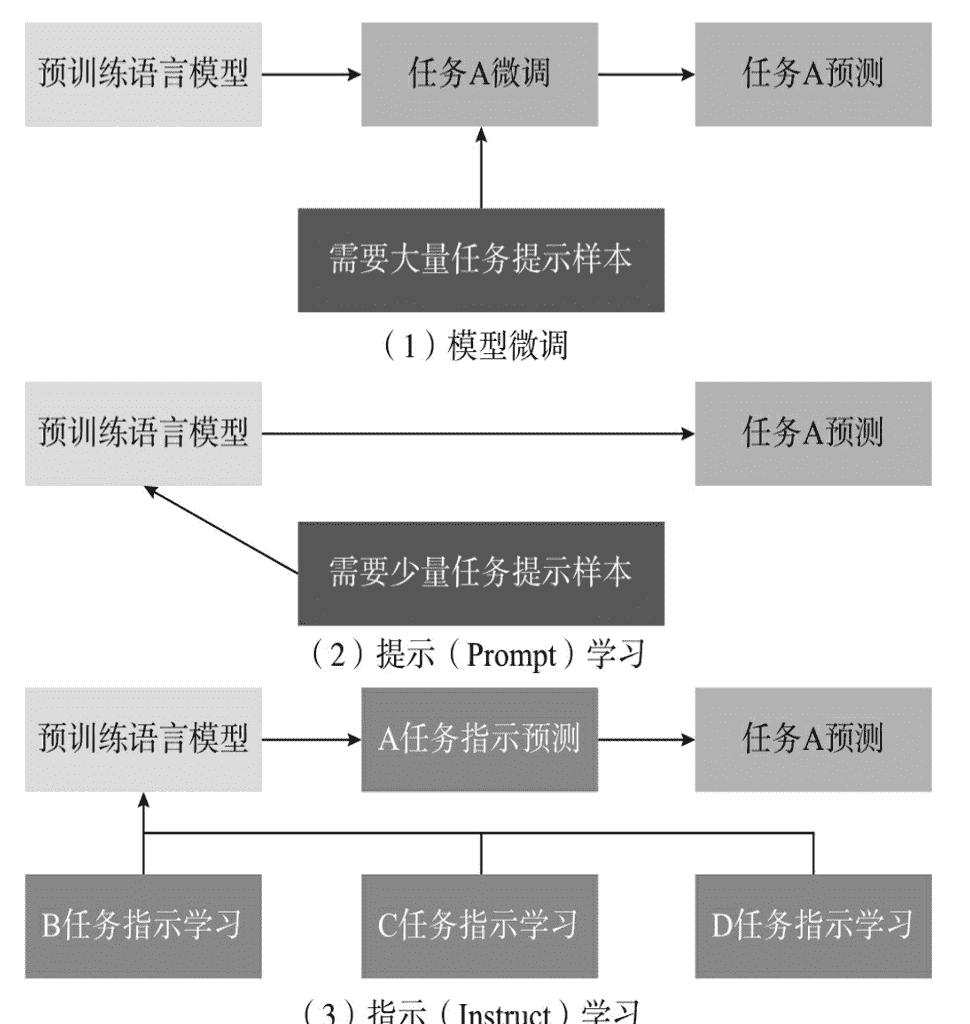 预训练语言模型
任务A微调
任务A预测
需要大量任务提示样本
（1）模型微调
预训练语言模型
任务A预测
需要少量任务提示样本
（2）提示（Prompt）学习
预训练语言模型
A任务指示预测
任务A预测
B任务指示学习
C任务指示学习
D任务指示学习
（3）指示（Instruct）学习